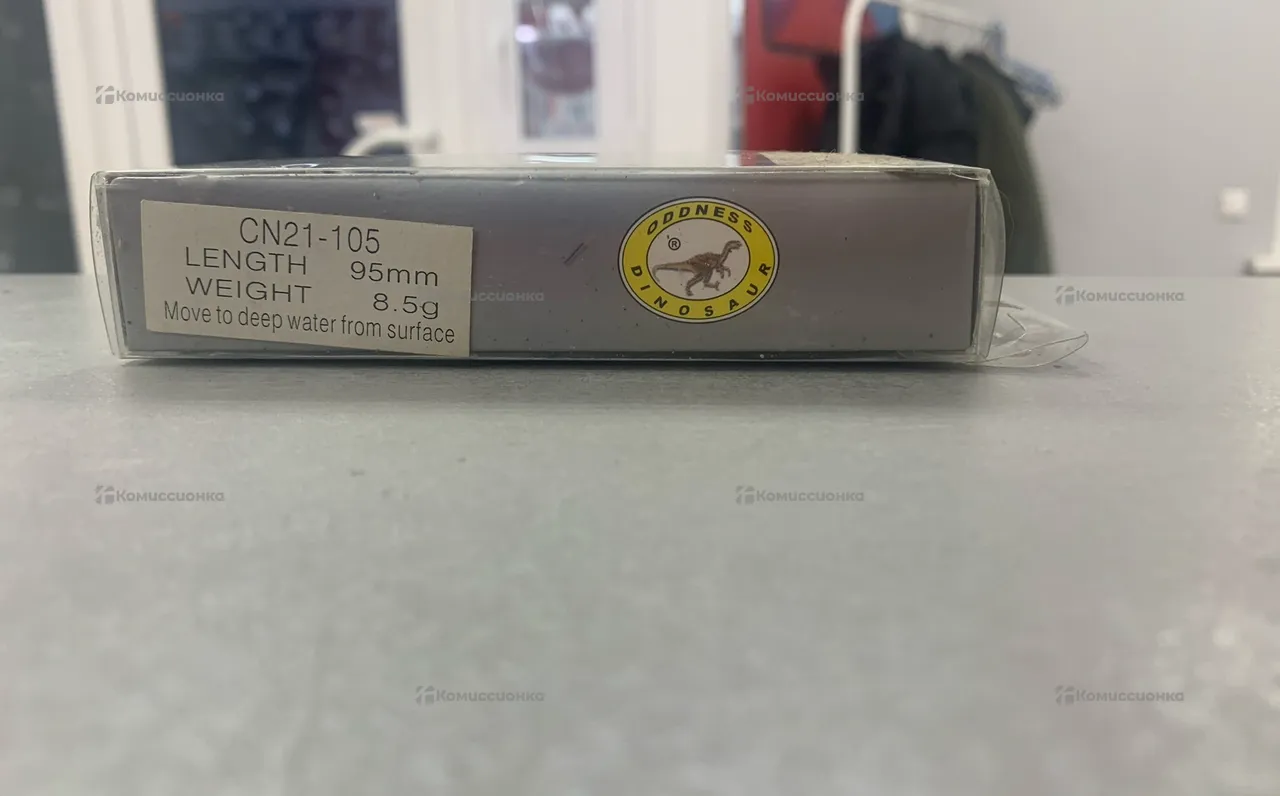 Комиссионка
Комиссионка
CN21-105
LENGTH 95mm
WEIGHT 8.5g
Move to deep water from surface
ODDNESS
®
DINOSAUR
Комиссионка
Комиссионка
Комиссионка
Комиссионка
Комиссионка